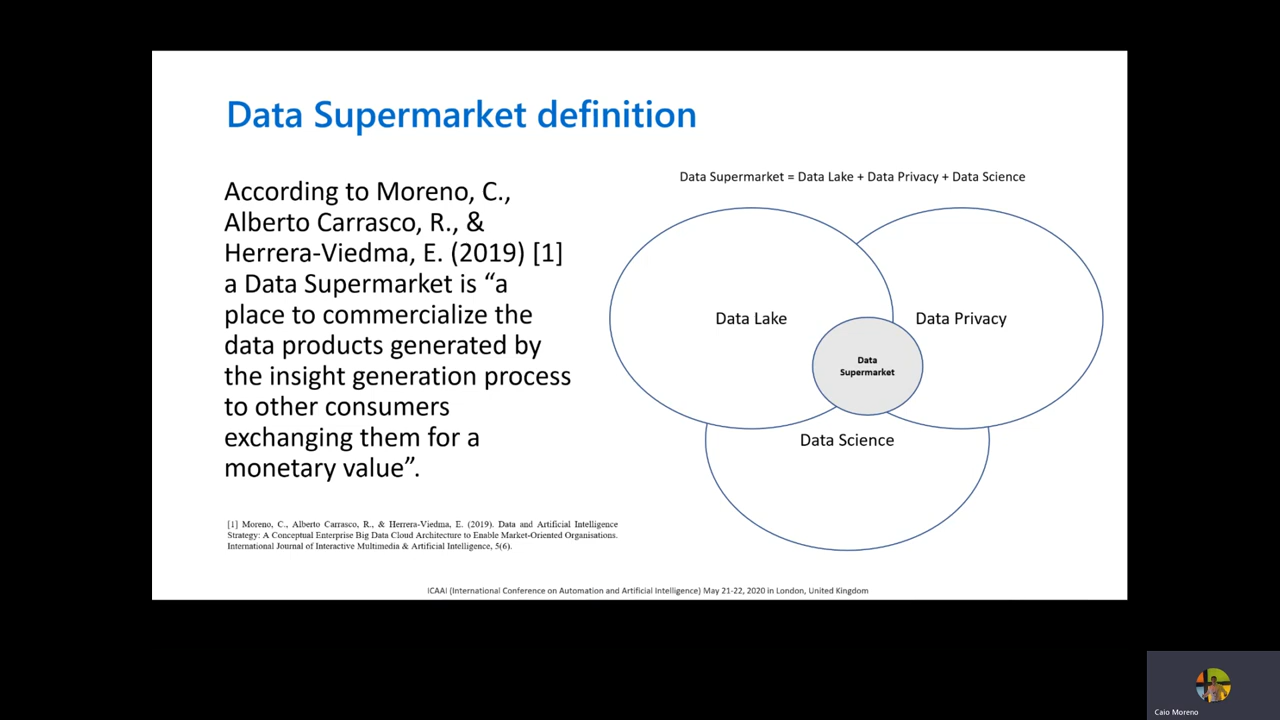 Data Supermarket definition
According to Moreno, C.,
Alberto Carrasco, R., &
Herrera-Viedma, E. (2019) [1]
a Data Supermarket is “a
place to commercialize the
data products generated by
the insight generation process
to other consumers
exchanging them for a
monetary value”.
[1] Moreno, C., Alberto Carrasco, R., & Herrera-Viedma, E. (2019). Data and Artificial Intelligence
Strategy: A Conceptual Enterprise Big Data Cloud Architecture to Enable Market-Oriented Organisations.
International Journal of Interactive Multimedia & Artificial Intelligence, 5(6).
Data Supermarket = Data Lake + Data Privacy + Data Science
Data Lake
Data Privacy
Data
Supermarket
Data Science
ICAAI (International Conference on Automation and Artificial Intelligence) May 21-22, 2020 in London, United Kingdom
Caio Moreno